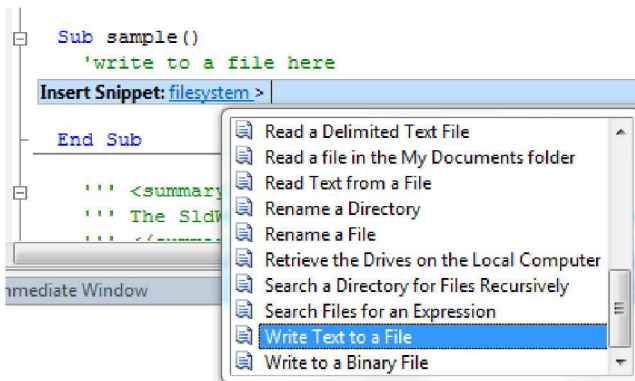 Sub sample()
'write to a file here
Insert Snippet: filesystem > |
End Sub
Read a Delimited Text File
Read a file in the My Documents folder
Read Text from a File
Rename a Directory
Rename a File
Retrieve the Drives on the Local Computer
Search a Directory for Files Recursively
Search Files for an Expression
Write Text to a File
Write to a Binary File
''' <summary
''' The SldW
''' </summa
mmediate Window